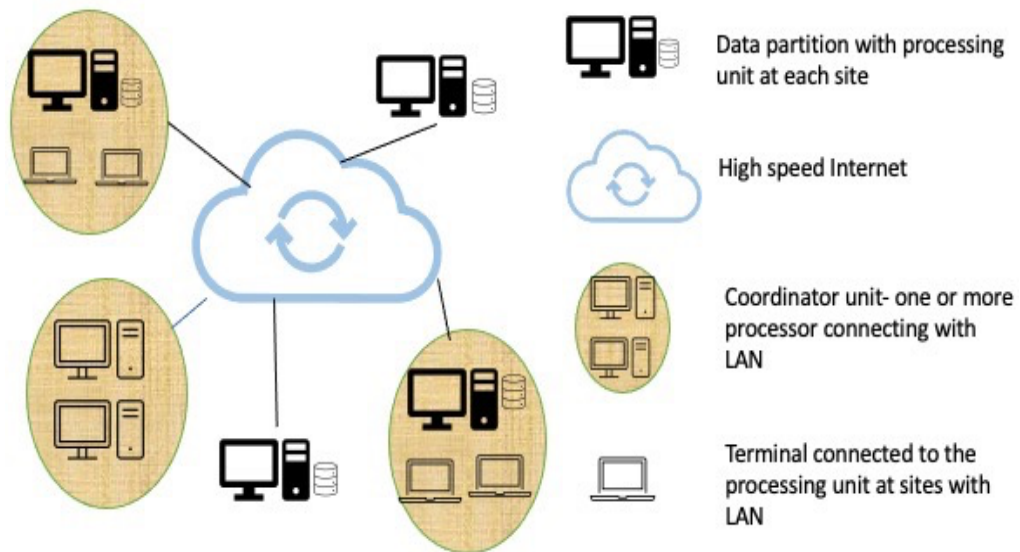 Data partition with processing
unit at each site
High speed Internet
Coordinator unit- one or more
processor connecting with
LAN
Terminal connected to the
processing unit at sites with
LAN